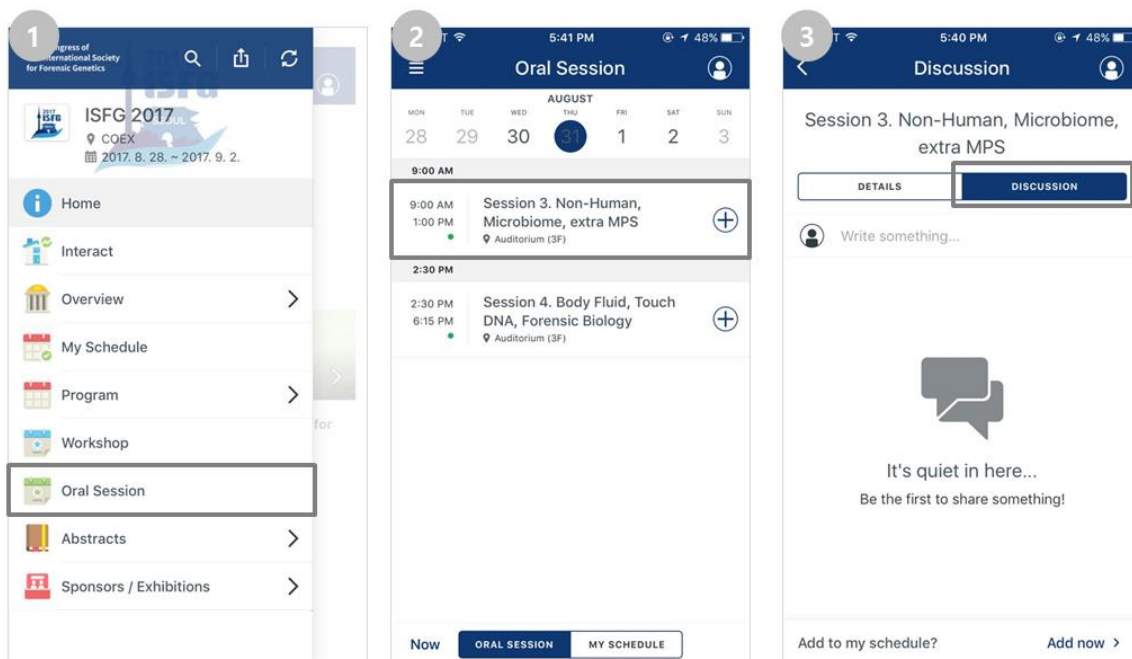 1
ngress of
ernational Society
for Forensic Genetics
ISFG 2017
COEX
2017. 8. 28. ~ 2017. 9. 2.
Home
Interact
Overview
My Schedule
Program
Workshop
Oral Session
Abstracts
Sponsors / Exhibitions
for
2
T 5:41 PM 48%
Oral Session
AUGUST
MON TUE WED THU FRI SAT SUN
28 29 30 31 1 2 3
9:00 AM
9:00 AM Session 3. Non-Human,
1:00 PM Microbiome, extra MPS
Auditorium (3F)
2:30 PM
2:30 PM Session 4. Body Fluid, Touch
6:15 PM DNA, Forensic Biology
Auditorium (3F)
Now ORAL SESSION MY SCHEDULE
3
T 5:40 PM 48%
Discussion
Session 3. Non-Human, Microbiome,
extra MPS
DETAILS DISCUSSION
Write something...
It's quiet in here...
Be the first to share something!
Add to my schedule? Add now >